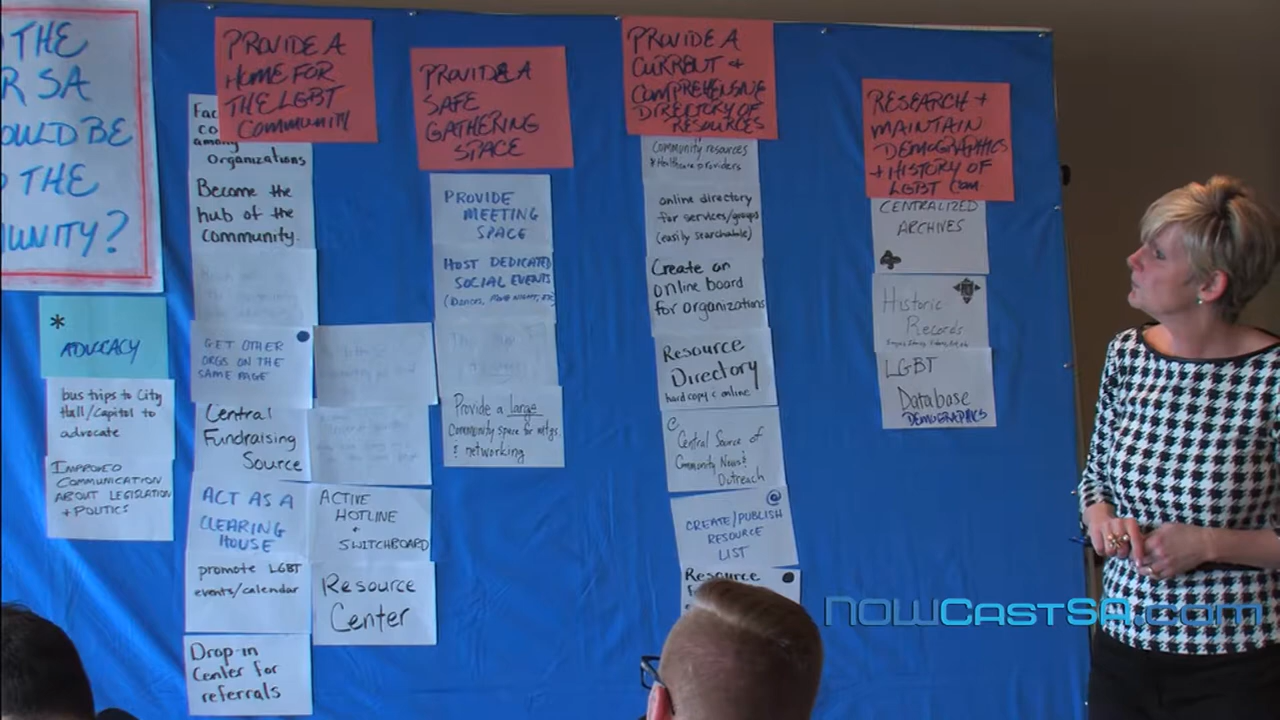 THE
R SA
OULD BE
THE
UNITY?
*
ADVOCACY
bus trips to City
Hall/Capitol to
advocate
IMPROVED
COMMUNICATION
ABOUT LEGISLATION
+ POLITICS
PROVIDE A
HOME FOR
THE LGBT
COMMUNITY
Fac
co
among
Organizations
Become the
hub of the
community.
GET OTHER
ORGS ON THE
SAME PAGE
Central
Fundraising
Source
ACT AS A
CLEARING
HOUSE
promote LGBT
events/calendar
Drop-in
Center for
referrals
ACTIVE
HOTLINE
+
SWITCHBOARD
Resource
Center
PROVIDE A
SAFE
GATHERING
SPACE
PROVIDE
MEETING
SPACE
HOST DEDICATED
SOCIAL EVENTS
Provide a large
Community space for mtgs.
& networking
PROVIDE A
CURRENT +
COMPREHENSIVE
DIRECTORY OF
RESOURCES
Community resources
& Healthcare providers
online directory
for services/groups
(easily searchable)
Create an
online board
for organizations
Resource
Directory
hard copy & online
C
Central Source of
Community News &
Outreach
@
CREATE/PUBLISH
RESOURCE
LIST
Resource
RESEARCH +
MAINTAIN
DEMOGRAPHICS
+ HISTORY OF
LGBT COM.
CENTRALIZED
ARCHIVES
Historic
Records
LGBT
Database
DEMOGRAPHICS
NOWCASTSA.com